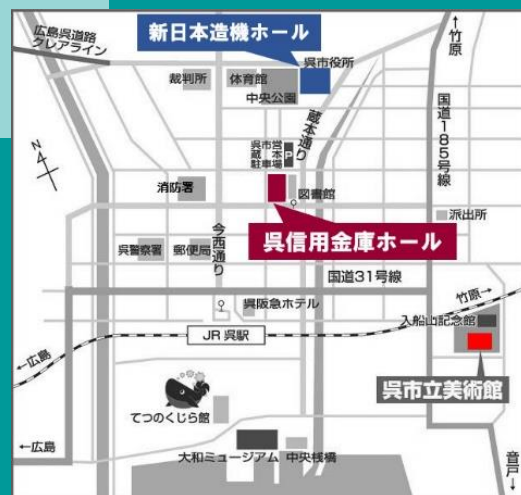 広島呉道路
クレアライン
新日本造機ホール
↑竹原
呉市役所
裁判所
体育館
中央公園
蔵本通り
国道185号線
N
呉市営
蔵本
駐車場
P
消防署
図書館
派出所
呉信用金庫ホール
今西通り
呉警察署
郵便局
国道31号線
竹原→
呉阪急ホテル
入船山記念館
JR 呉駅
←広島
呉市立美術館
てつのくじら館
←広島
大和ミュージアム
中央桟橋
音戸↓